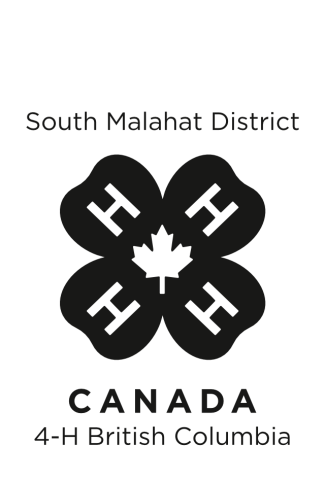 South Malahat District
H H
H H
CANADA
4-H British Columbia